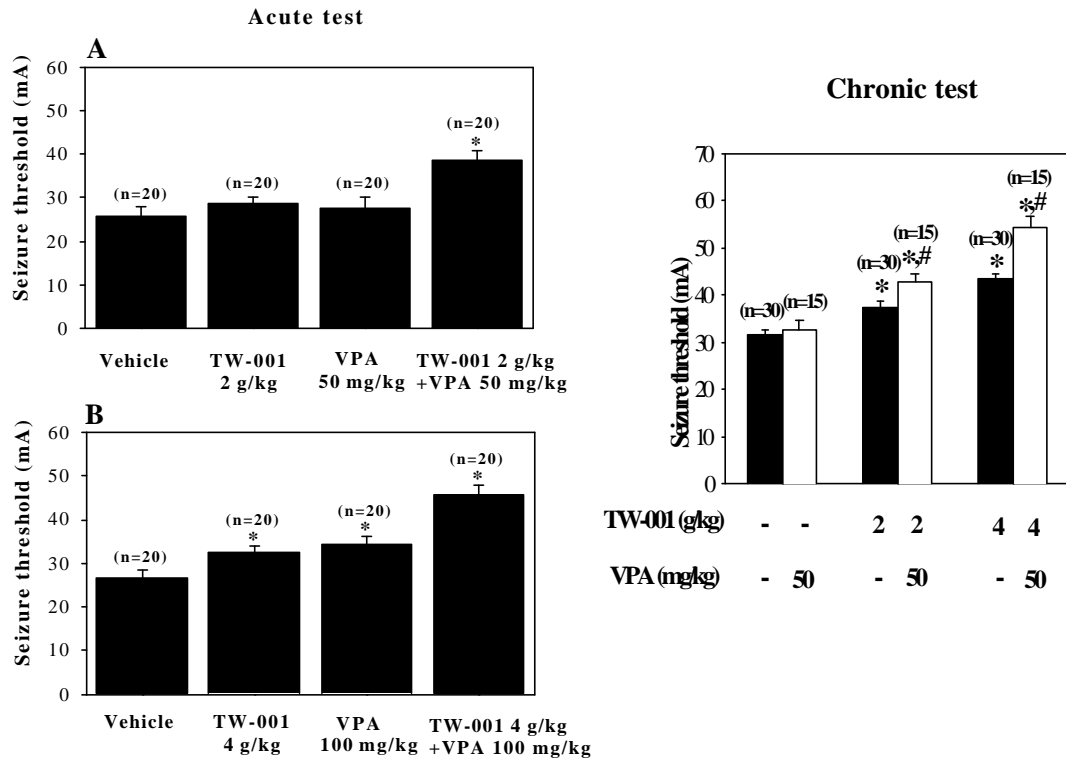 Acute test
A
Seizure threshold (mA)
60
50
40
30
20
10
0
(n=20)
(n=20)
(n=20)
(n=20)
*
Vehicle
TW-001
2 g/kg
VPA
50 mg/kg
TW-001 2 g/kg
+VPA 50 mg/kg
B
Seizure threshold (mA)
60
50
40
30
20
10
0
(n=20)
(n=20)
*
(n=20)
*
(n=20)
*
Vehicle
TW-001
4 g/kg
VPA
100 mg/kg
TW-001 4 g/kg
+VPA 100 mg/kg
Chronic test
Seizure threshold (mA)
70
60
50
40
30
20
10
0
(n=30)
(n=15)
(n=30)
*
(n=15)
*,#
(n=30)
*
(n=15)
*,#
TW-001 (g/kg) - - 2 2 4 4
VPA (mg/kg) - 50 - 50 - 50